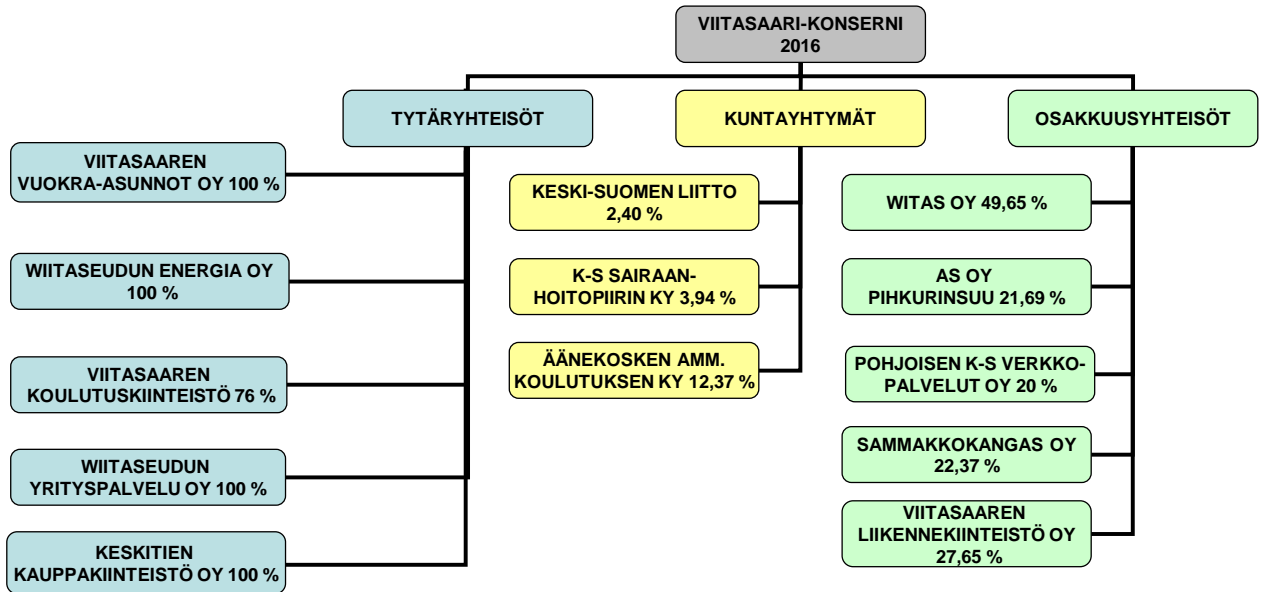 VIITASAARI-KONSERNI
2016
TYTÄRYHTEISÖT
VIITASAAREN
VUOKRA-ASUNNOT OY 100 %
WIITASEUDUN ENERGIA OY
100 %
VIITASAAREN
KOULUTUSKIINTEISTÖ 76 %
WIITASEUDUN
YRITYSPALVELU OY 100 %
KESKITIEN
KAUPPAKIINTEISTÖ OY 100 %
KUNTAYHTYMÄT
KESKI-SUOMEN LIITTO
2,40 %
K-S SAIRAAN-
HOITOPIIRIN KY 3,94 %
ÄÄNEKOSKEN AMM.
KOULUTUKSEN KY 12,37 %
OSAKKUUSYHTEISÖT
WITAS OY 49,65 %
AS OY
PIHKURINSUU 21,69 %
POHJOISEN K-S VERKKO-
PALVELUT OY 20 %
SAMMAKKOKANGAS OY
22,37 %
VIITASAAREN
LIIKENNEKIINTEISTÖ OY
27,65 %